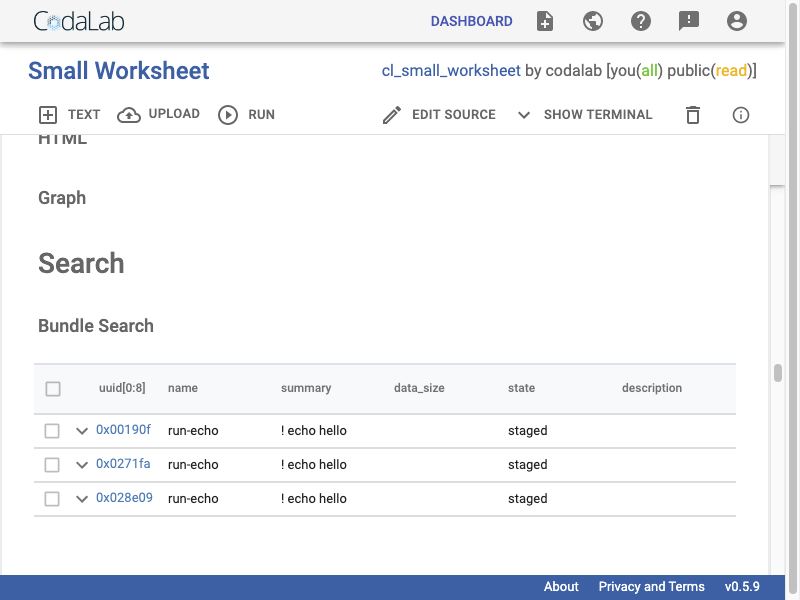 CodaLab DASHBOARD
Small Worksheet cl_small_worksheet by codalab [you(all) public(read)]
TEXT UPLOAD RUN EDIT SOURCE SHOW TERMINAL
HTML
Graph
Search
Bundle Search
uuid[0:8] name summary data_size state description
0x00190f run-echo ! echo hello staged
0x0271fa run-echo ! echo hello staged
0x028e09 run-echo ! echo hello staged
About Privacy and Terms v0.5.9